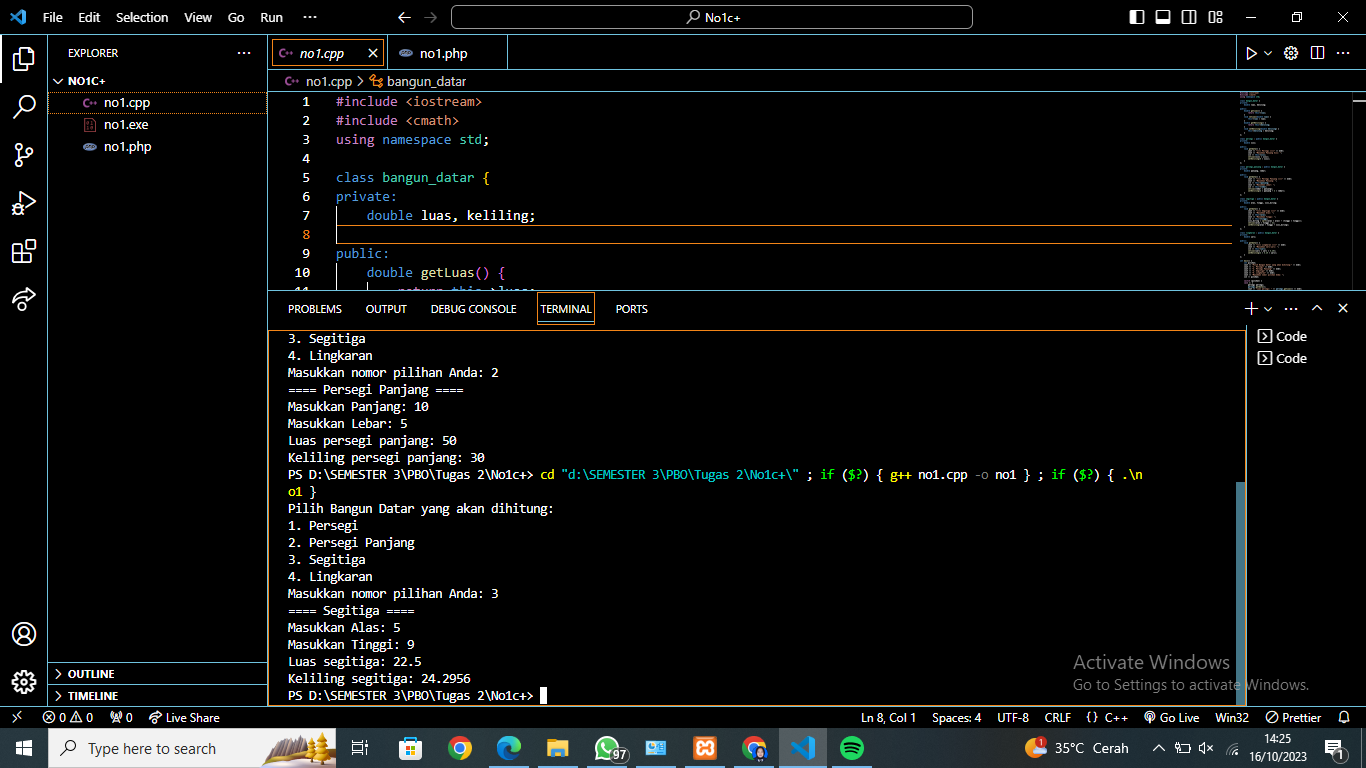 File Edit Selection View Go Run ···
No1c+
EXPLORER
NO1C+
no1.cpp
no1.exe
no1.php
OUTLINE
TIMELINE
no1.cpp
no1.php
no1.cpp > bangun_datar
1 #include <iostream>
2 #include <cmath>
3 using namespace std;
4
5 class bangun_datar {
6 private:
7 double luas, keliling;
8
9 public:
10 double getLuas() {
PROBLEMS OUTPUT DEBUG CONSOLE TERMINAL PORTS
Code
Code
3. Segitiga
4. Lingkaran
Masukkan nomor pilihan Anda: 2
==== Persegi Panjang ====
Masukkan Panjang: 10
Masukkan Lebar: 5
Luas persegi panjang: 50
Keliling persegi panjang: 30
PS D:\SEMESTER 3\PBO\Tugas 2\No1c+> cd "d:\SEMESTER 3\PBO\Tugas 2\No1c+\" ; if ($?) { g++ no1.cpp -o no1 } ; if ($?) { .\n
o1 }
Pilih Bangun Datar yang akan dihitung:
1. Persegi
2. Persegi Panjang
3. Segitiga
4. Lingkaran
Masukkan nomor pilihan Anda: 3
==== Segitiga ====
Masukkan Alas: 5
Masukkan Tinggi: 9
Luas segitiga: 22.5
Keliling segitiga: 24.2956
PS D:\SEMESTER 3\PBO\Tugas 2\No1c+>
Activate Windows
Go to Settings to activate Windows.
0 0 0 Live Share
Ln 8, Col 1 Spaces: 4 UTF-8 CRLF {} C++ Go Live Win32 Prettier
Type here to search
97
1
35°C Cerah
14:25
16/10/2023
1